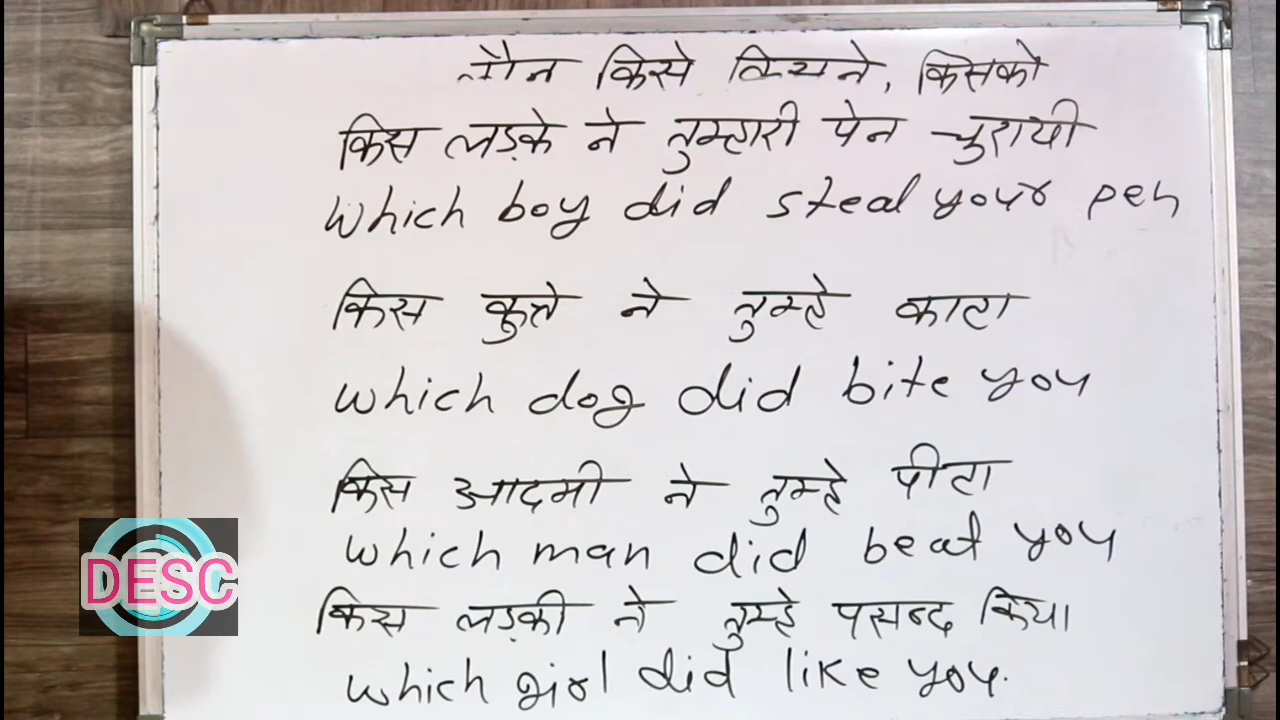 कौन किसे किसने, किसको
किस लड़के ने तुम्हारी पेन चुरायी
which boy did steal your pen
किस कुत्ते ने तुम्हे काटा
which dog did bite you
किस आदमी ने तुम्हे पीटा
which man did beat you
DESC
किस लड़की ने तुम्हे पसन्द किया
which girl did like you.